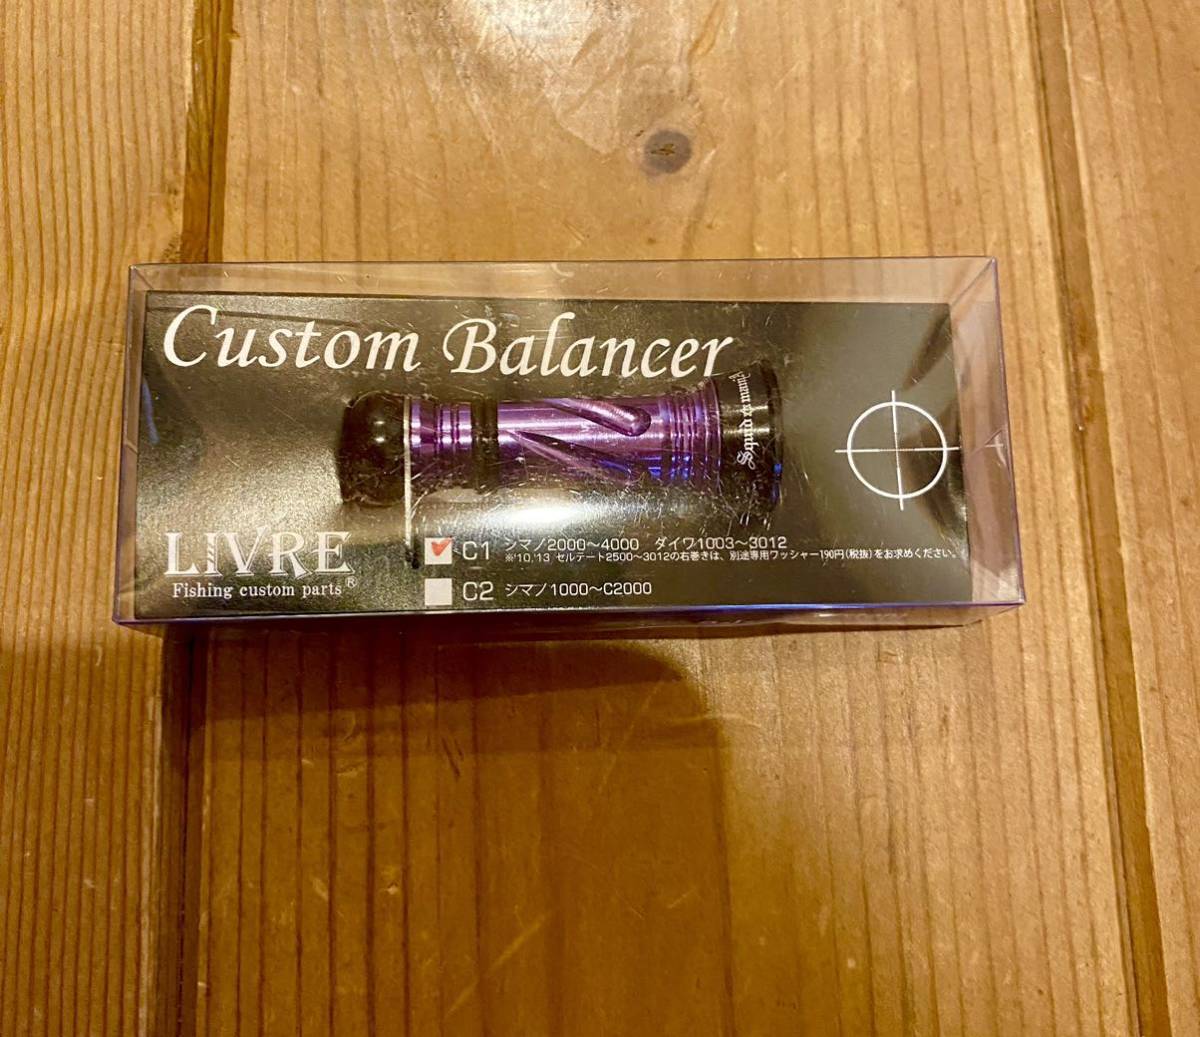 Custom Balancer
LIVRE
Fishing custom parts®
C1 シマノ2000〜4000 ダイワ1003〜3012
※'10,'13 セルテート2500〜3012の右巻きは、別途専用ワッシャー190円(税抜)をお求めください。
C2 シマノ1000〜C2000